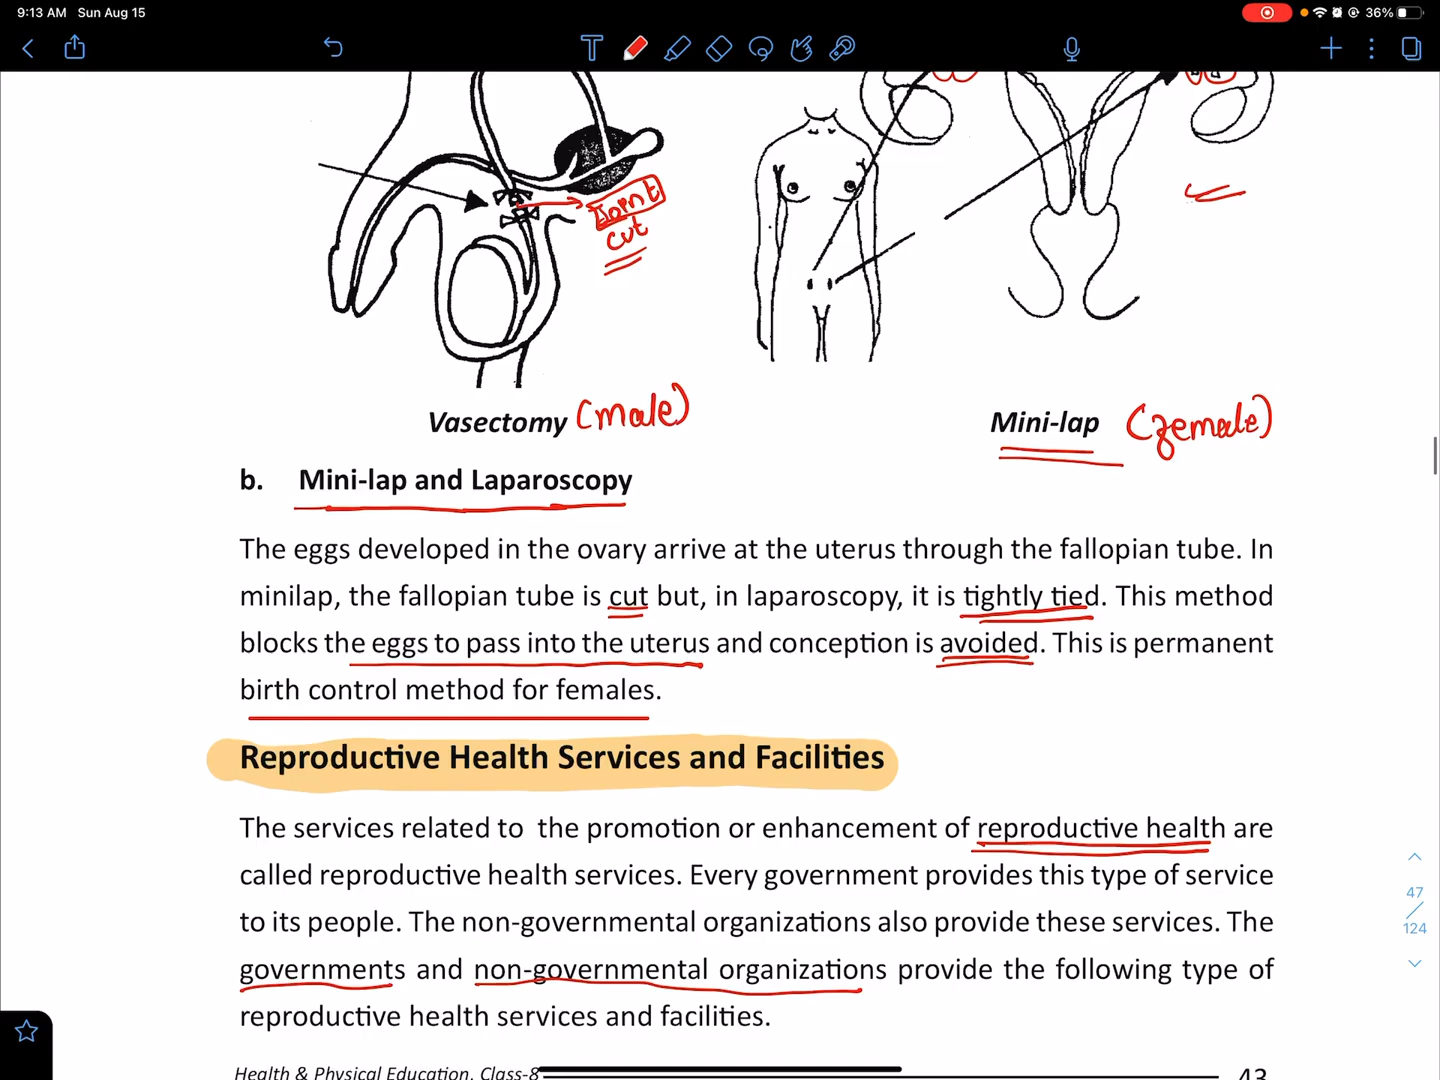 9:13 AM Sun Aug 15
36%
cut
Vasectomy (male)
Mini-lap (female)
b. Mini-lap and Laparoscopy
The eggs developed in the ovary arrive at the uterus through the fallopian tube. In
minilap, the fallopian tube is cut but, in laparoscopy, it is tightly tied. This method
blocks the eggs to pass into the uterus and conception is avoided. This is permanent
birth control method for females.
Reproductive Health Services and Facilities
The services related to the promotion or enhancement of reproductive health are
called reproductive health services. Every government provides this type of service
to its people. The non-governmental organizations also provide these services. The
governments and non-governmental organizations provide the following type of
reproductive health services and facilities.
47
124
Health & Physical Education, Class-8 43